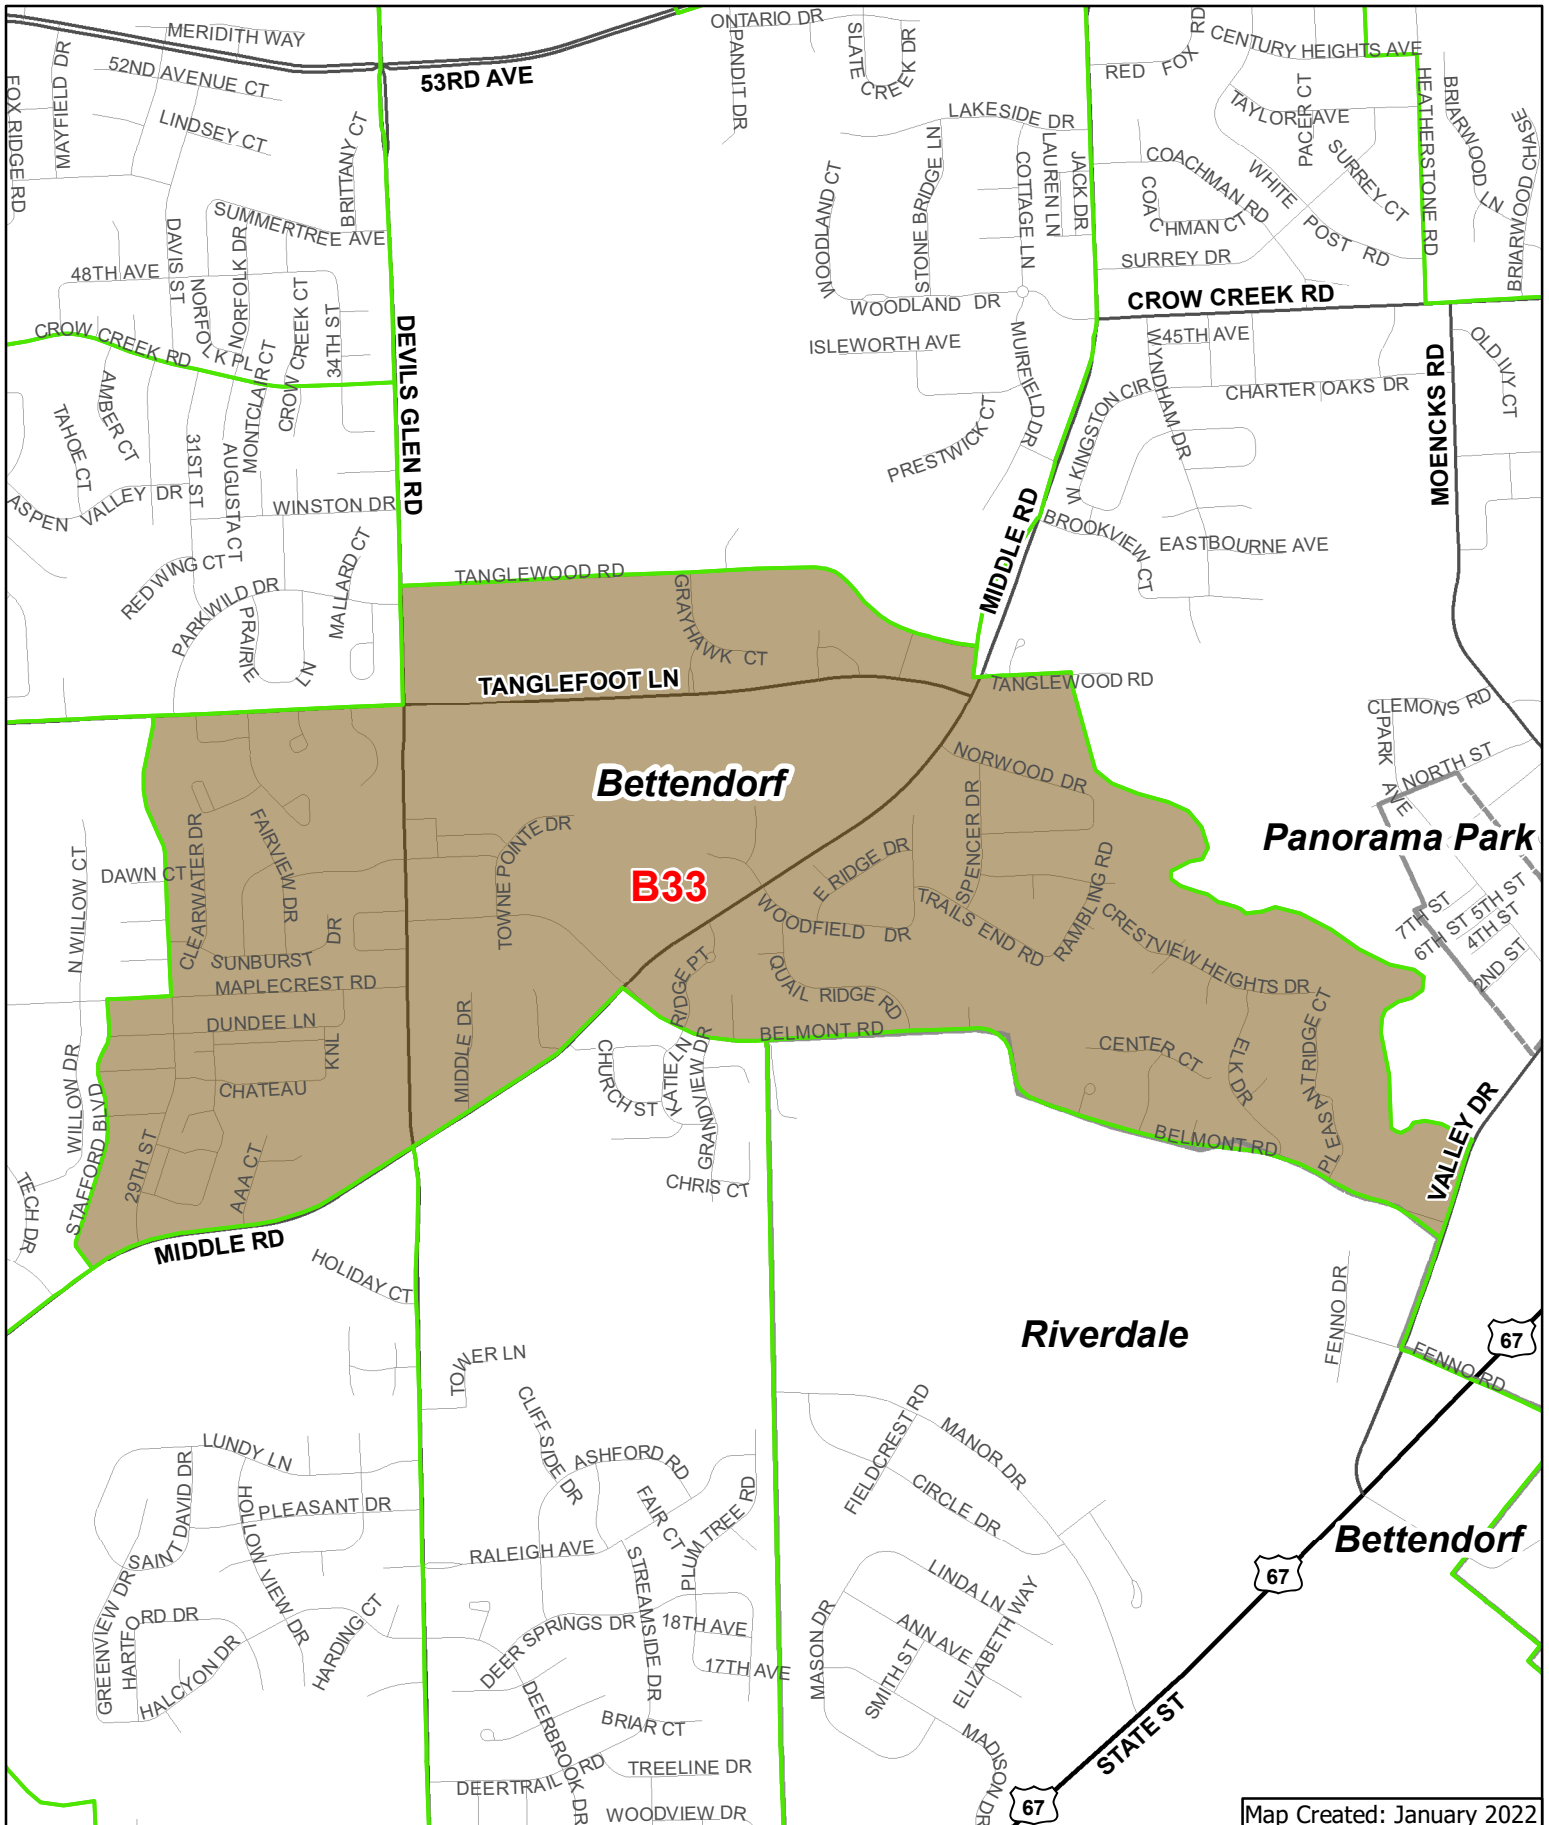 MERIDITH WAY
ONTARIO DR
53RD AVE
FOX RIDGE RD
MAYFIELD DR
52ND AVENUE CT
LINDSEY CT
BRITTANY CT
PANDIT DR
SLATE CREEK DR
LAKESIDE DR
RED FOX RD
CENTURY HEIGHTS AVE
TAYLOR AVE
PACER CT
HEATHERSTONE RD
BRIARWOOD LN
BRIARWOOD CHASE
SUMMERTREE AVE
DAVIS ST
NORFOLK DR
NORFOLK PL
48TH AVE
CROW CREEK RD
CROW CREEK CT
34TH ST
MONTCLAIR CT
WOODLAND CT
STONE BRIDGE LN
COTTAGE LN
LAUREN LN
JACK DR
COACHMAN RD
COACHMAN CT
WHITE POST RD
SURREY CT
SURREY DR
WOODLAND DR
CROW CREEK RD
ISLEWORTH AVE
MUIRFIELD DR
45TH AVE
WYNDHAM DR
CHARTER OAKS DR
OLD IVY CT
MOENCKS RD
DEVILS GLEN RD
AMBER CT
TAHOE CT
31ST ST
AUGUSTA CT
ASPEN VALLEY DR
WINSTON DR
PRESTWICK CT
W KINGSTON CIR
MIDDLE RD
BROOKVIEW CT
EASTBOURNE AVE
RED WING CT
PARKWILD DR
PRAIRIE LN
MALLARD CT
TANGLEWOOD RD
GRAYHAWK CT
TANGLEFOOT LN
TANGLEWOOD RD
CLEMONS RD
PARK AVE
NORTH ST
Bettendorf
NORWOOD DR
Panorama Park
N WILLOW CT
DAWN CT
CLEARWATER DR
FAIRVIEW DR
TOWNE POINTE DR
B33
E RIDGE DR
SPENCER DR
RAMBLING RD
TRAILS END RD
WOODFIELD DR
CRESTVIEW HEIGHTS DR
7TH ST
6TH ST
5TH ST
4TH ST
2ND ST
SUNBURST DR
MAPLECREST RD
DUNDEE LN
KNL
CHATEAU
MIDDLE DR
RIDGE PT
QUAIL RIDGE RD
BELMONT RD
CENTER CT
ELK DR
PLEASANTRIDGE CT
WILLOW DR
STAFFORD BLVD
29TH ST
AAA CT
CHURCH ST
KATIE LN
GRANDVIEW DR
CHRIS CT
BELMONT RD
VALLEY DR
TECH DR
MIDDLE RD
HOLIDAY CT
Riverdale
FENNO DR
FENNO RD
67
TOWER LN
CLIFF SIDE DR
ASHFORD RD
FAIR CT
PLUM TREE RD
LUNDY LN
SAINT DAVID DR
PLEASANT DR
HOLLOW VIEW DR
FIELDCREST RD
MANOR DR
CIRCLE DR
Bettendorf
67
RALEIGH AVE
STREAMSIDE DR
GREENVIEW DR
HARTFORD DR
HALCYON DR
HARDING CT
DEER SPRINGS DR
18TH AVE
17TH AVE
MASON DR
LINDA LN
ANN AVE
SMITH ST
ELIZABETH WAY
DEERBROOK DR
BRIAR CT
MADISON DR
STATE ST
DEERTRAIL RD
TREELINE DR
WOODVIEW DR
67
Map Created: January 2022